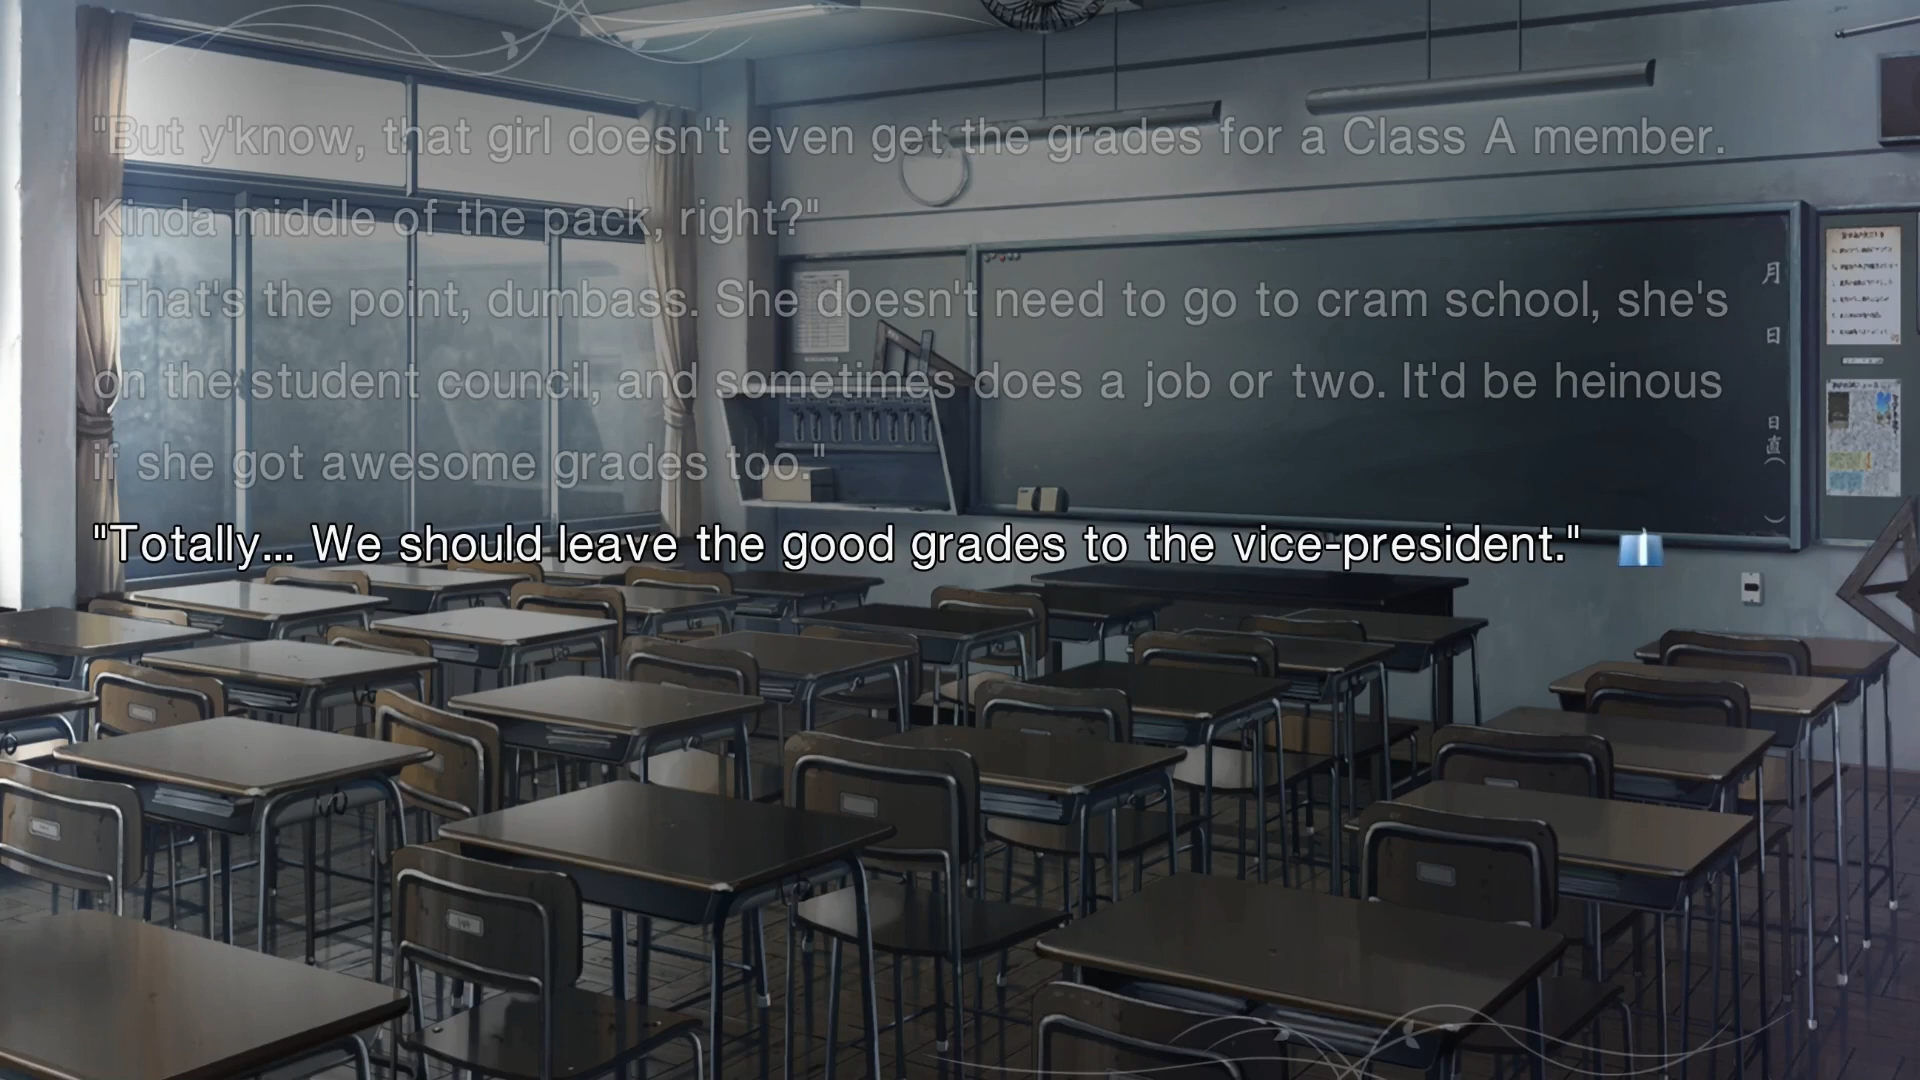 "But y'know, that girl doesn't even get the grades for a Class A member.
Kinda middle of the pack, right?"
"That's the point, dumbass. She doesn't need to go to cram school, she's
on the student council, and sometimes does a job or two. It'd be heinous
if she got awesome grades too."
"Totally... We should leave the good grades to the vice-president."
月
日
日直